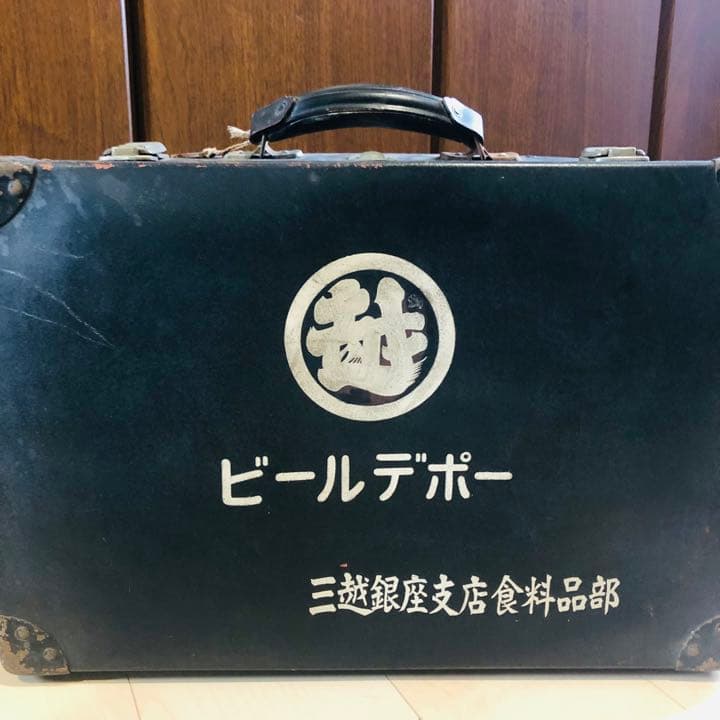 越
ビールデポー
三越銀座支店食料品部